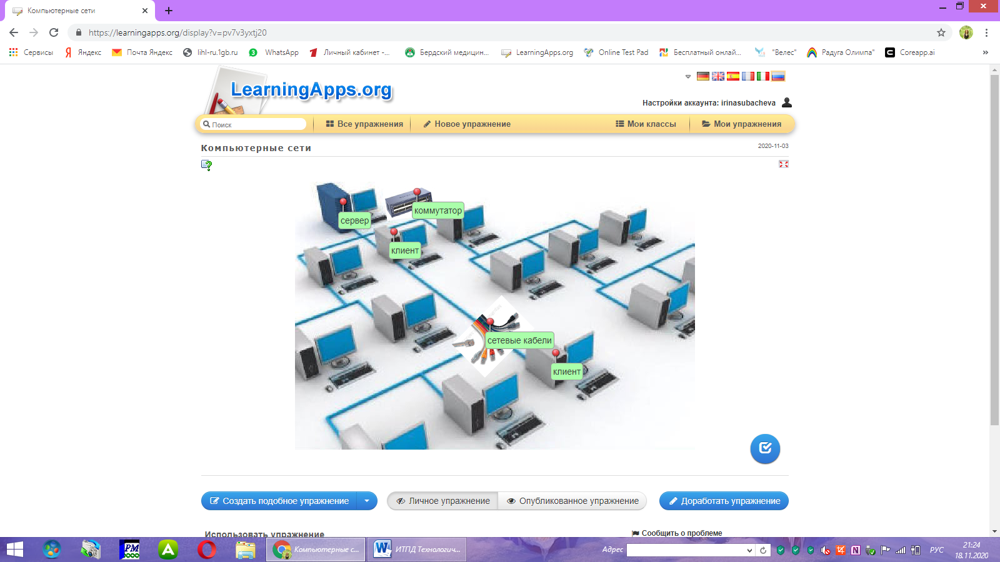 Компьютерные сети
https://learningapps.org/display?v=pv7v3yxtj20
Сервисы Яндекс Почта Яндекс lihl-ru.1gb.ru WhatsApp Личный кабинет -... Бердский медицин... LearningApps.org Online Test Pad Бесплатный онлай... "Велес" Радуга Олимпа" Coreapp.ai »
LearningApps.org
Настройки аккаунта: irinasubacheva
Поиск Все упражнения Новое упражнение Мои классы Мои упражнения
Компьютерные сети 2020-11-03
коммутатор
сервер
клиент
сетевые кабели
клиент
Создать подобное упражнение Личное упражнение Опубликованное упражнение Доработать упражнение
Использовать упражнение Сообщить о проблеме
Компьютерные с... ИТПД Технологич... Адрес РУС 21:24
18.11.2020